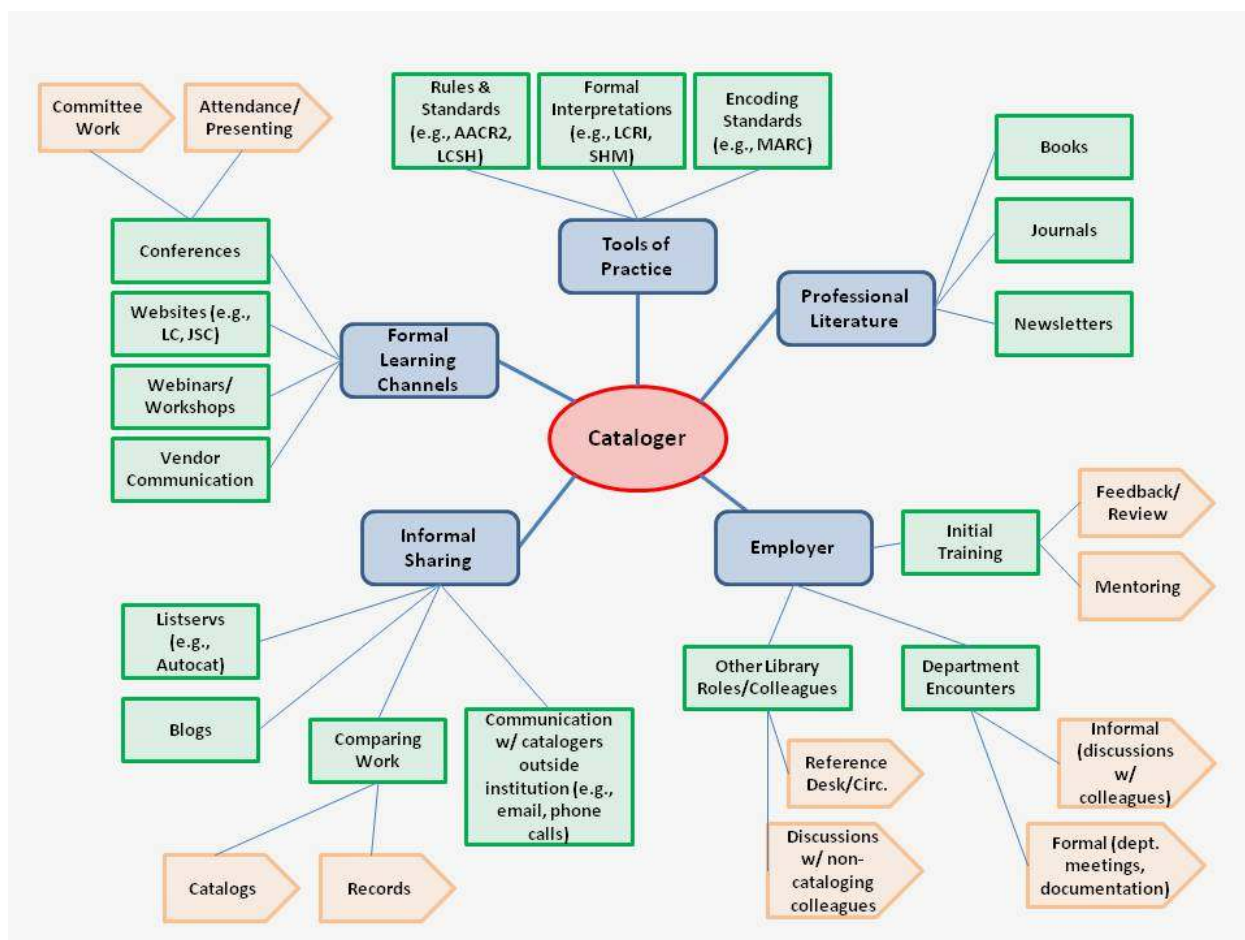 Committee
Work
Attendance/
Presenting
Rules &
Standards
(e.g., AACR2,
LCSH)
Formal
Interpretations
(e.g., LCRI,
SHM)
Encoding
Standards
(e.g., MARC)
Books
Journals
Newsletters
Conferences
Websites (e.g.,
LC, JSC)
Webinars/
Workshops
Vendor
Communication
Formal
Learning
Channels
Tools of
Practice
Professional
Literature
Cataloger
Informal
Sharing
Employer
Initial
Training
Feedback/
Review
Mentoring
Listservs
(e.g.,
Autocat)
Blogs
Comparing
Work
Communication
w/ catalogers
outside
institution (e.g.,
email, phone
calls)
Catalogs
Records
Other Library
Roles/Colleagues
Department
Encounters
Reference
Desk/Circ.
Discussions
w/ non-
cataloging
colleagues
Informal
(discussions
w/
colleagues)
Formal (dept.
meetings,
documentation)